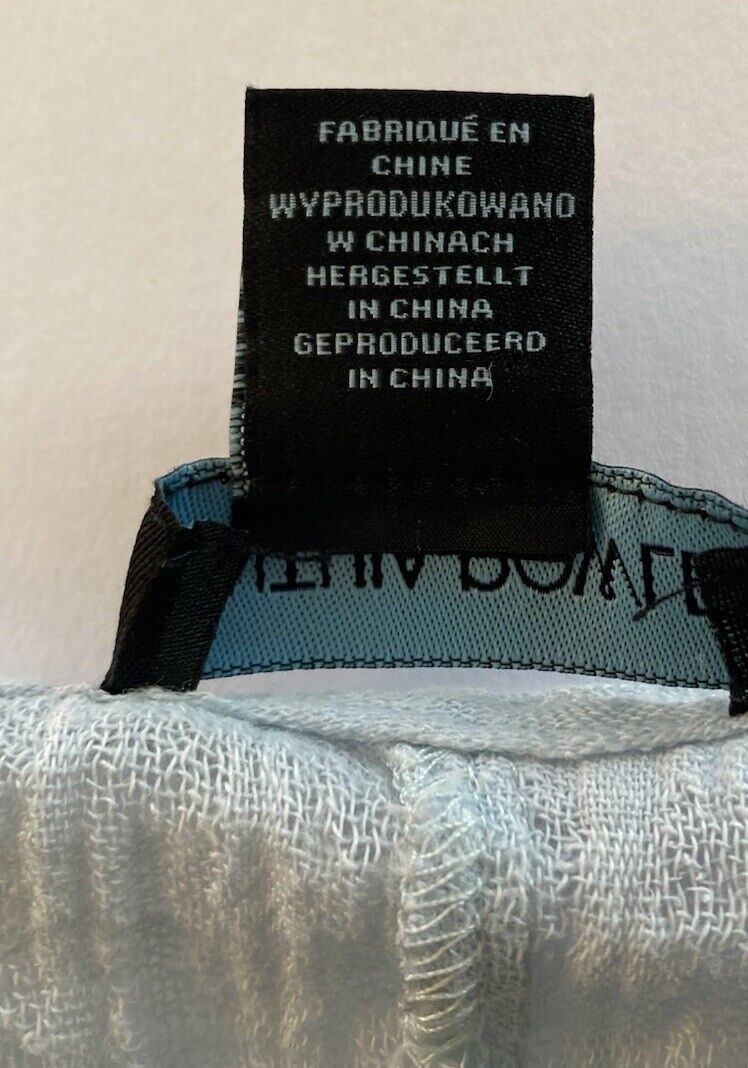 FABRIQUÉ EN
CHINE
WYPRODUKOWANO
W CHINACH
HERGESTELLT
IN CHINA
GEPRODUCEERD
IN CHINA